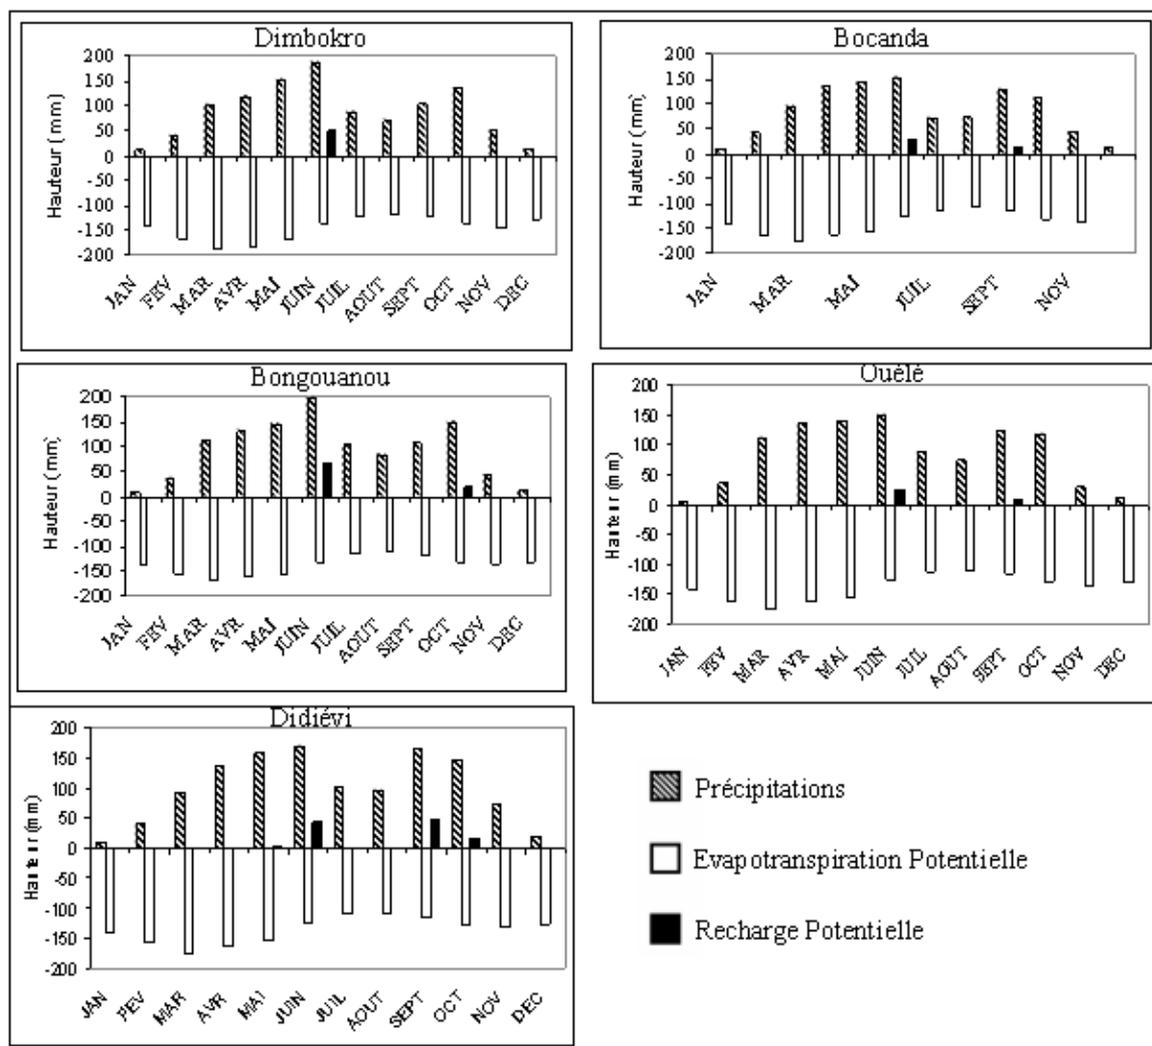 Dimbokro
Hauteur (mm)
200
150
100
50
0
-50
-100
-150
-200
JAN
FEV
MAR
AVR
MAI
JUIN
JUIL
AOUT
SEPT
OCT
NOV
DEC
Bocanda
Hauteur (mm)
200
150
100
50
0
-50
-100
-150
-200
JAN
MAR
MAI
JUIL
SEPT
NOV
Bongouanou
Hauteur (mm)
200
150
100
50
0
-50
-100
-150
-200
JAN
FEV
MAR
AVR
MAI
JUIN
JUIL
AOUT
SEPT
OCT
NOV
DEC
Ouélé
Hauteur (mm)
200
150
100
50
0
-50
-100
-150
-200
JAN
FEV
MAR
AVR
MAI
JUIN
JUIL
AOUT
SEPT
OCT
NOV
DEC
Didiévi
Hauteur (mm)
200
150
100
50
0
-50
-100
-150
-200
JAN
FEV
MAR
AVR
MAI
JUIN
JUIL
AOUT
SEPT
OCT
NOV
DEC
Précipitations
Evapotranspiration Potentielle
Recharge Potentielle